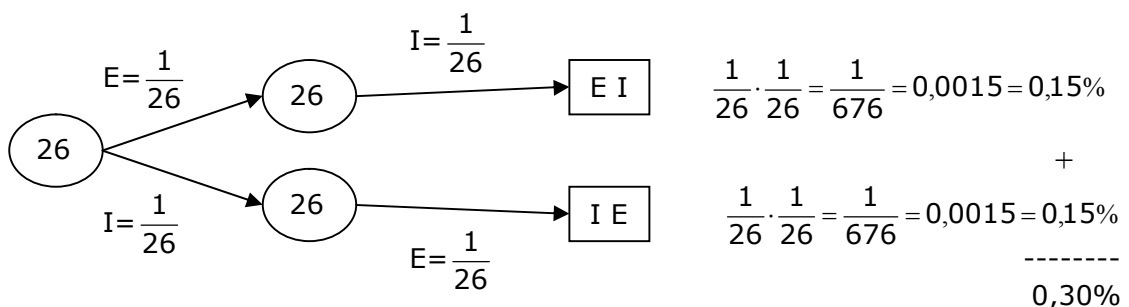 E = 1/26
I = 1/26
26
26
E I
1/26 · 1/26 = 1/676 = 0,0015 = 0,15%
+
26
I = 1/26
26
E = 1/26
I E
1/26 · 1/26 = 1/676 = 0,0015 = 0,15%
--------
0,30%